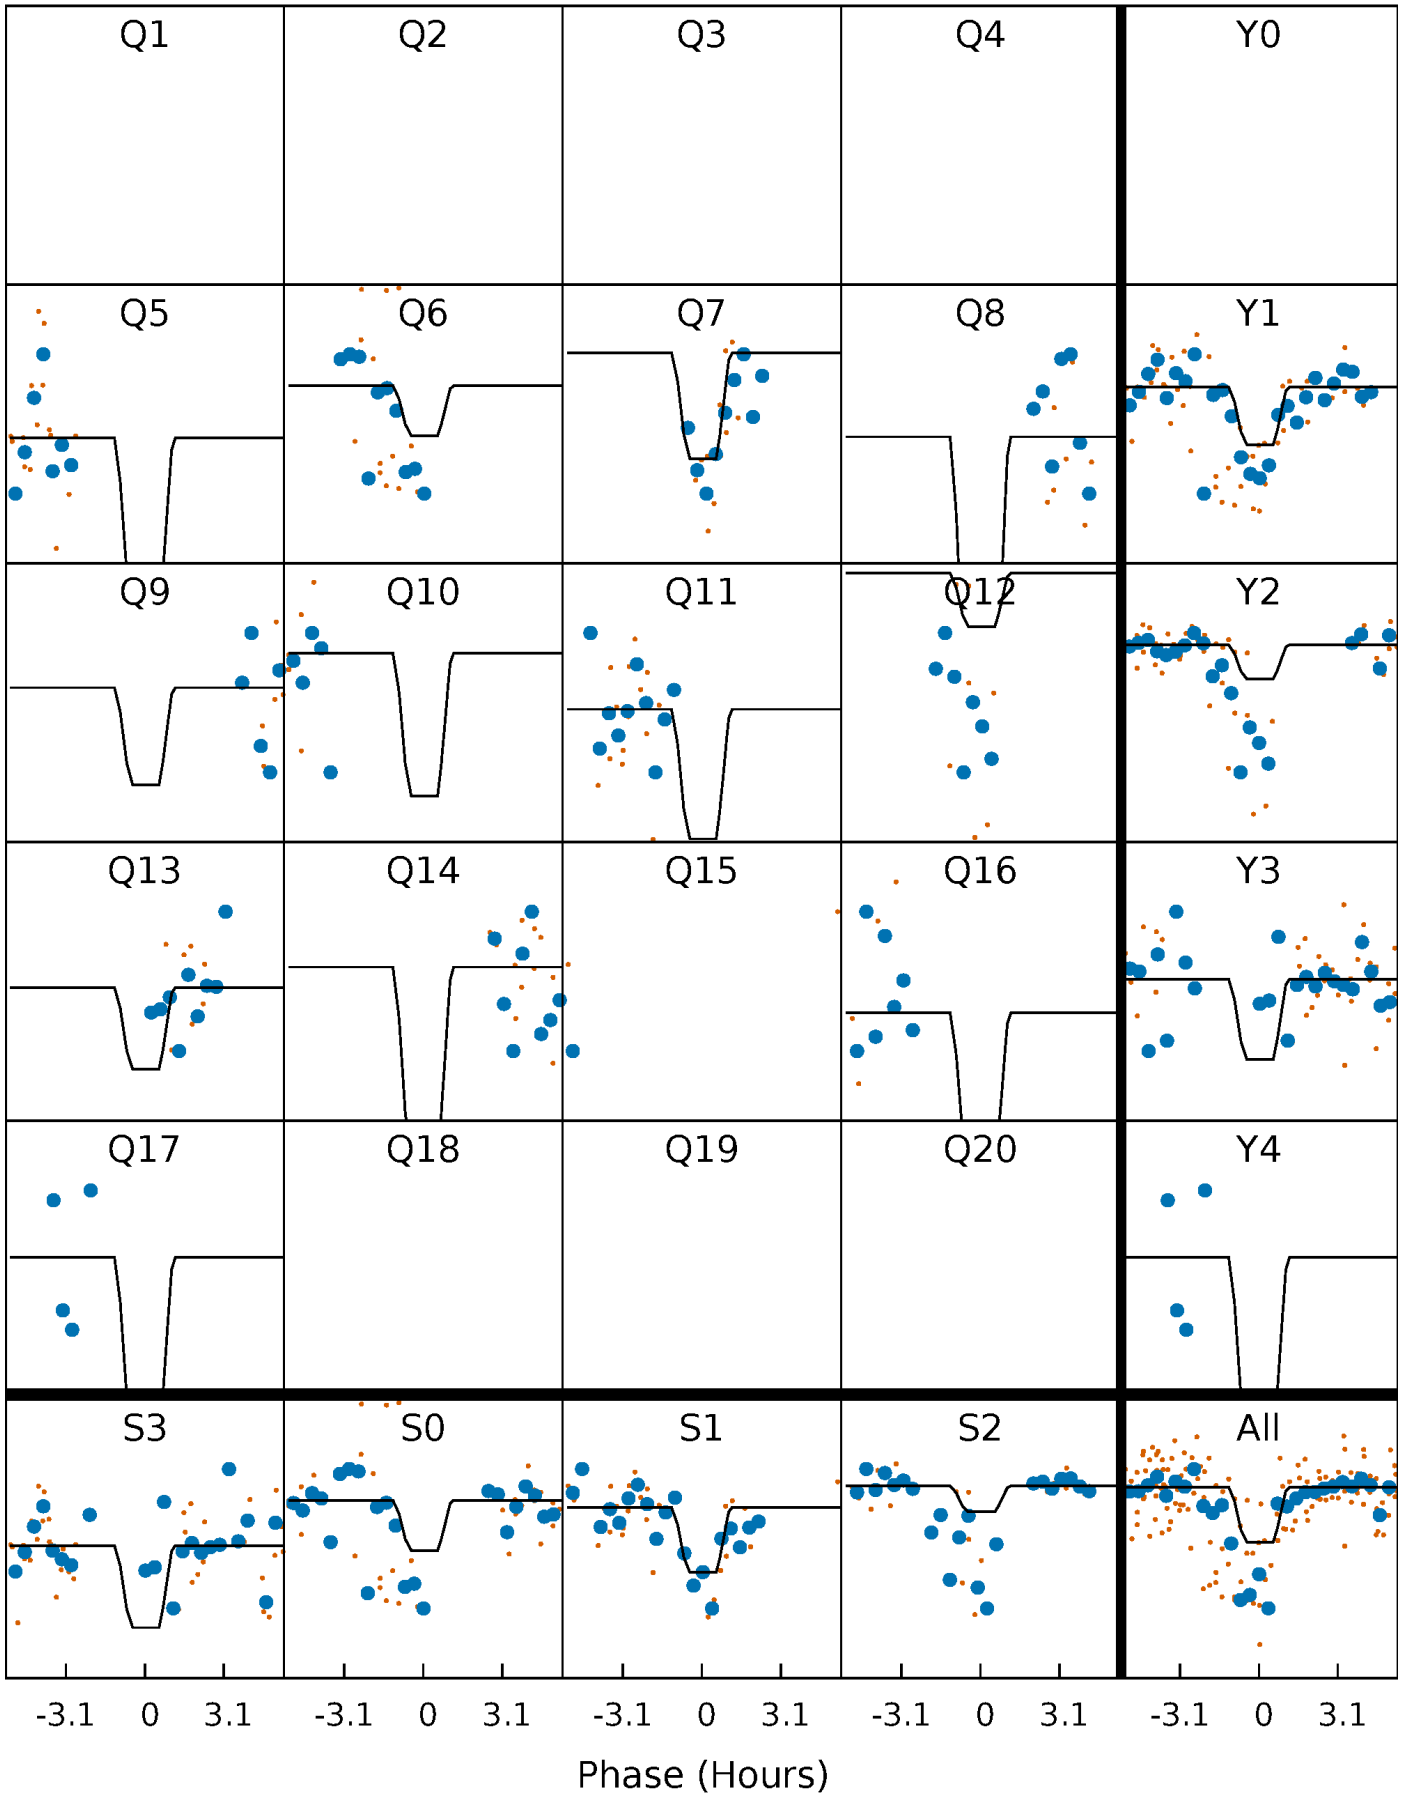 Q1 Q2 Q3 Q4 Y0
Q5 Q6 Q7 Q8 Y1
Q9 Q10 Q11 Q12 Y2
Q13 Q14 Q15 Q16 Y3
Q17 Q18 Q19 Q20 Y4
S3 S0 S1 S2 All
-3.1 0 3.1 -3.1 0 3.1 -3.1 0 3.1 -3.1 0 3.1 -3.1 0 3.1
Phase (Hours)